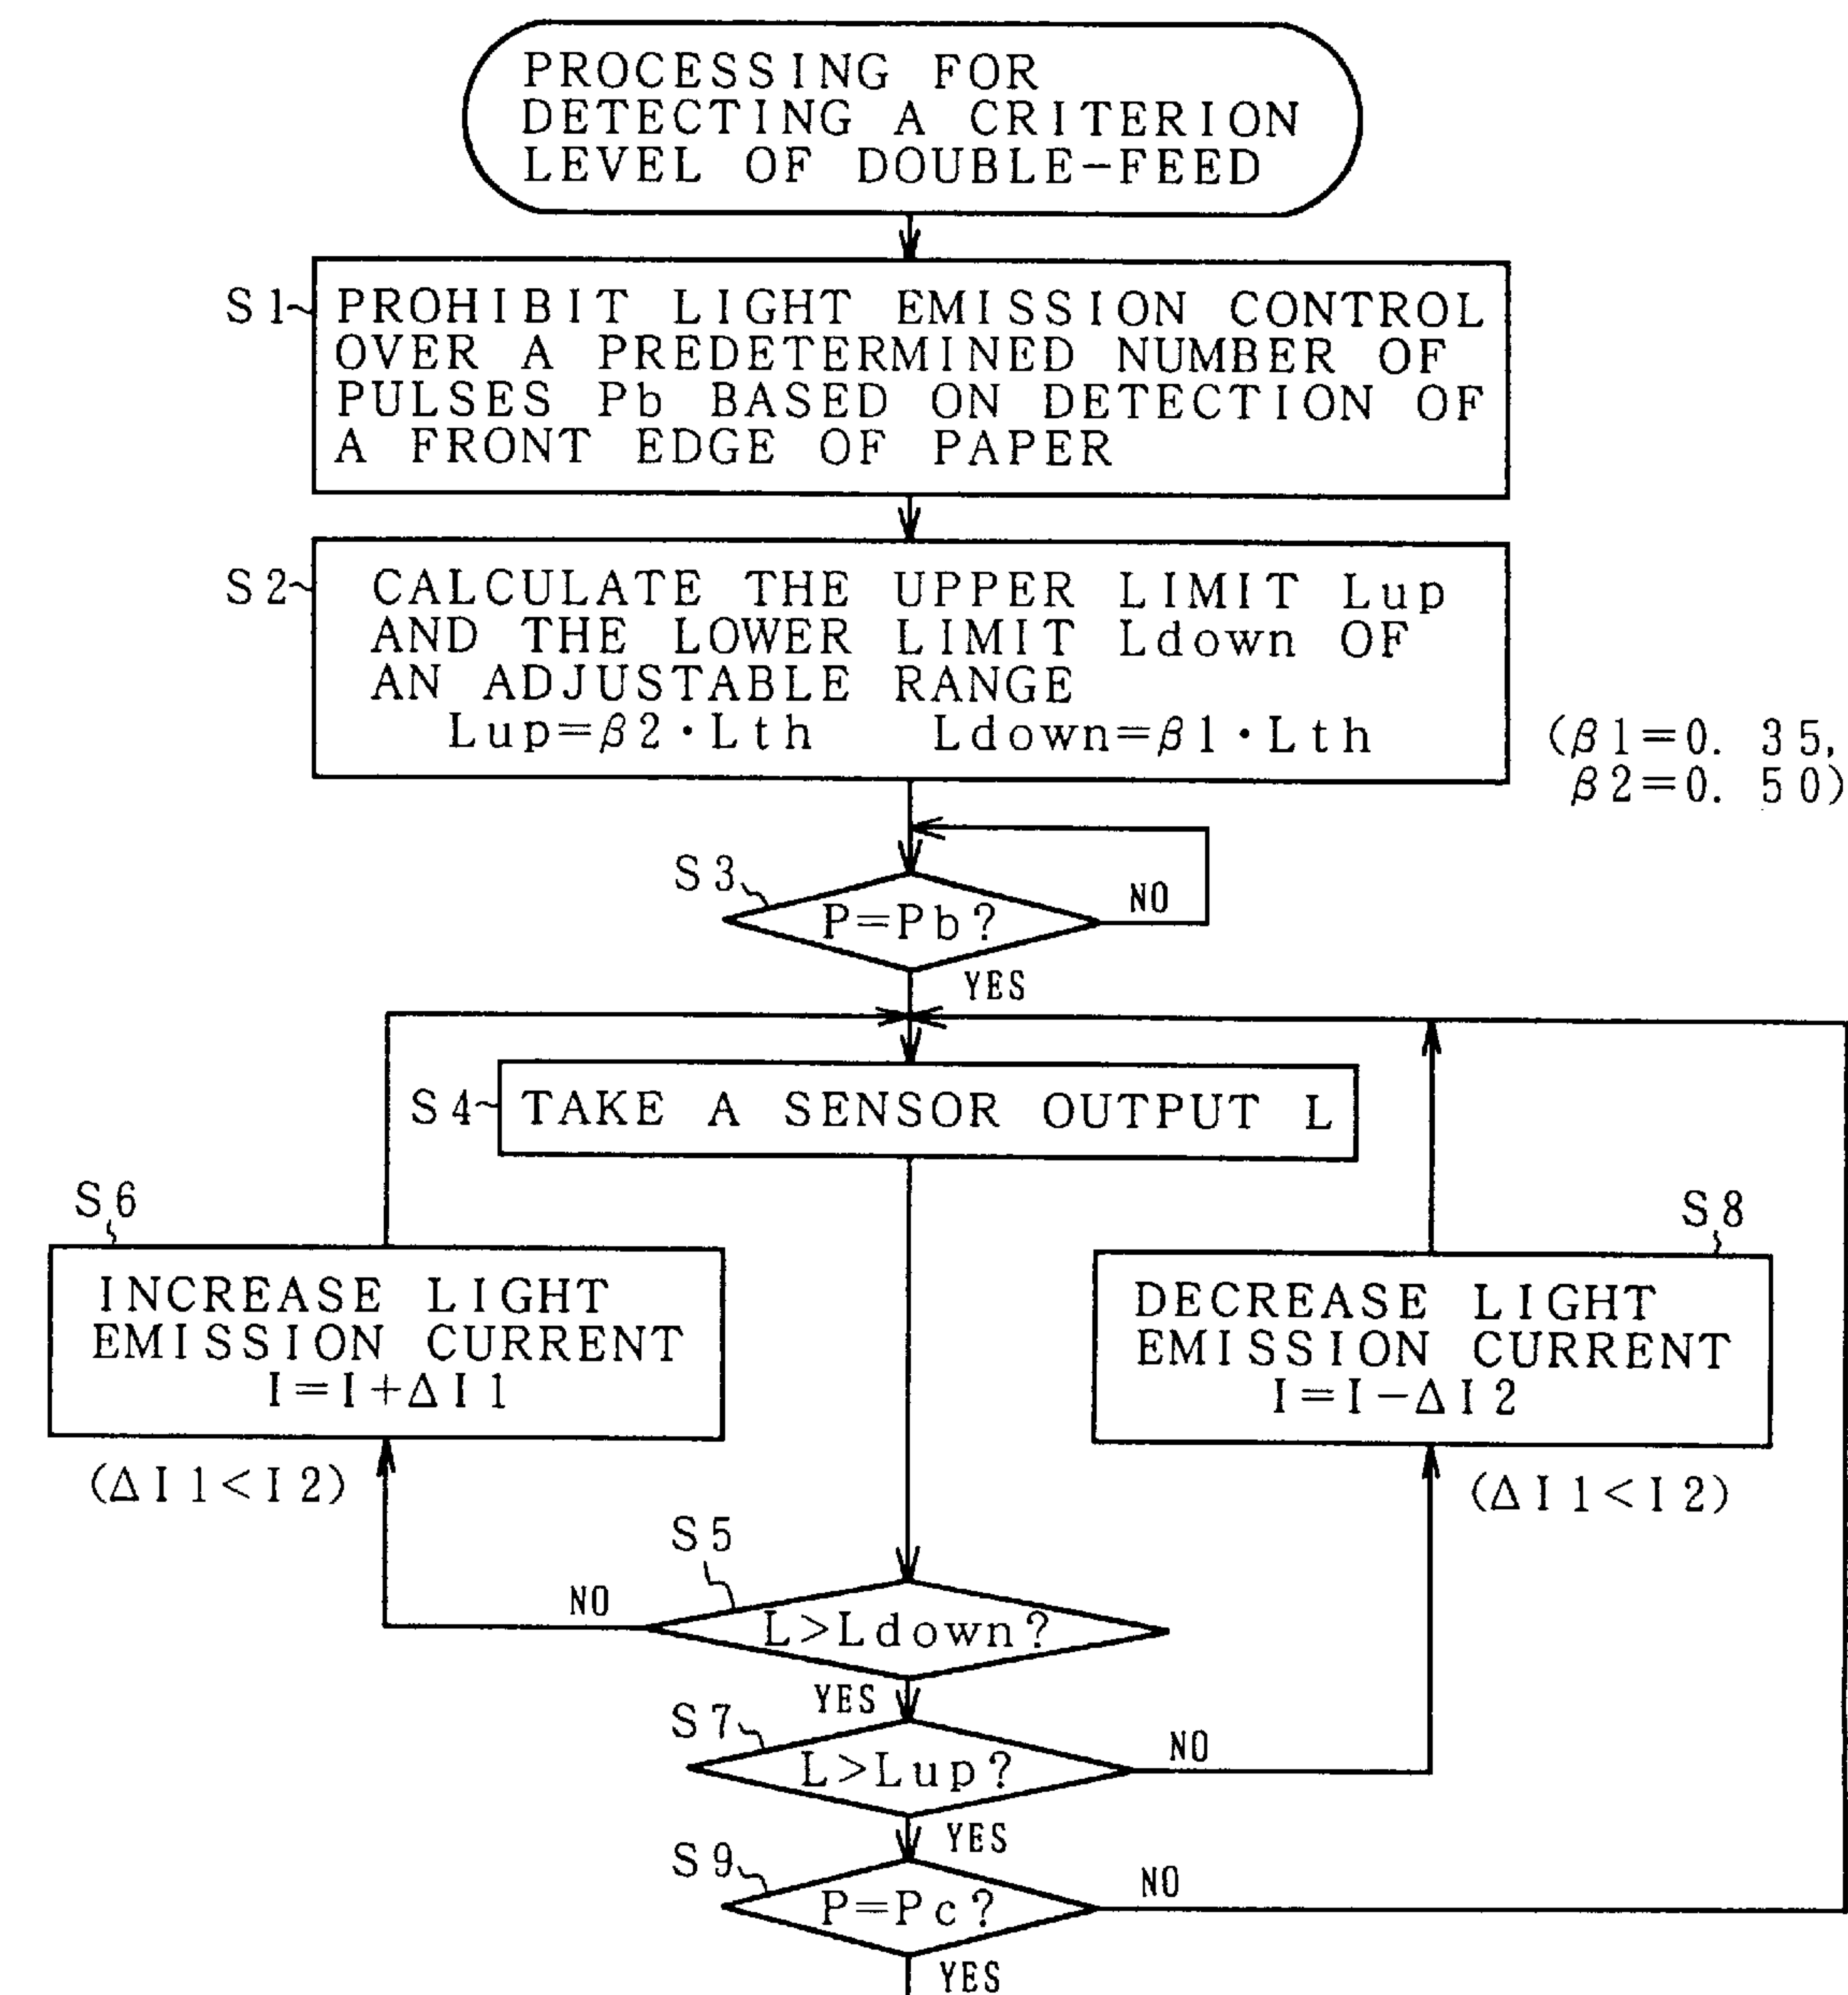 PROCESSING FOR
DETECTING A CRITERION
LEVEL OF DOUBLE-FEED
S1
PROHIBIT LIGHT EMISSION CONTROL
OVER A PREDETERMINED NUMBER OF
PULSES Pb BASED ON DETECTION OF
A FRONT EDGE OF PAPER
S2
CALCULATE THE UPPER LIMIT Lup
AND THE LOWER LIMIT Ldown OF
AN ADJUSTABLE RANGE
Lup=β2·Lth Ldown=β1·Lth
(β1=0.35,
β2=0.50)
S3
P=Pb?
NO
YES
S4
TAKE A SENSOR OUTPUT L
S6
INCREASE LIGHT
EMISSION CURRENT
I=I+ΔI1
(ΔI1<I2)
S8
DECREASE LIGHT
EMISSION CURRENT
I=I−ΔI2
(ΔI1<I2)
S5
L>Ldown?
NO
YES
S7
L>Lup?
NO
YES
S9
P=Pc?
NO
YES